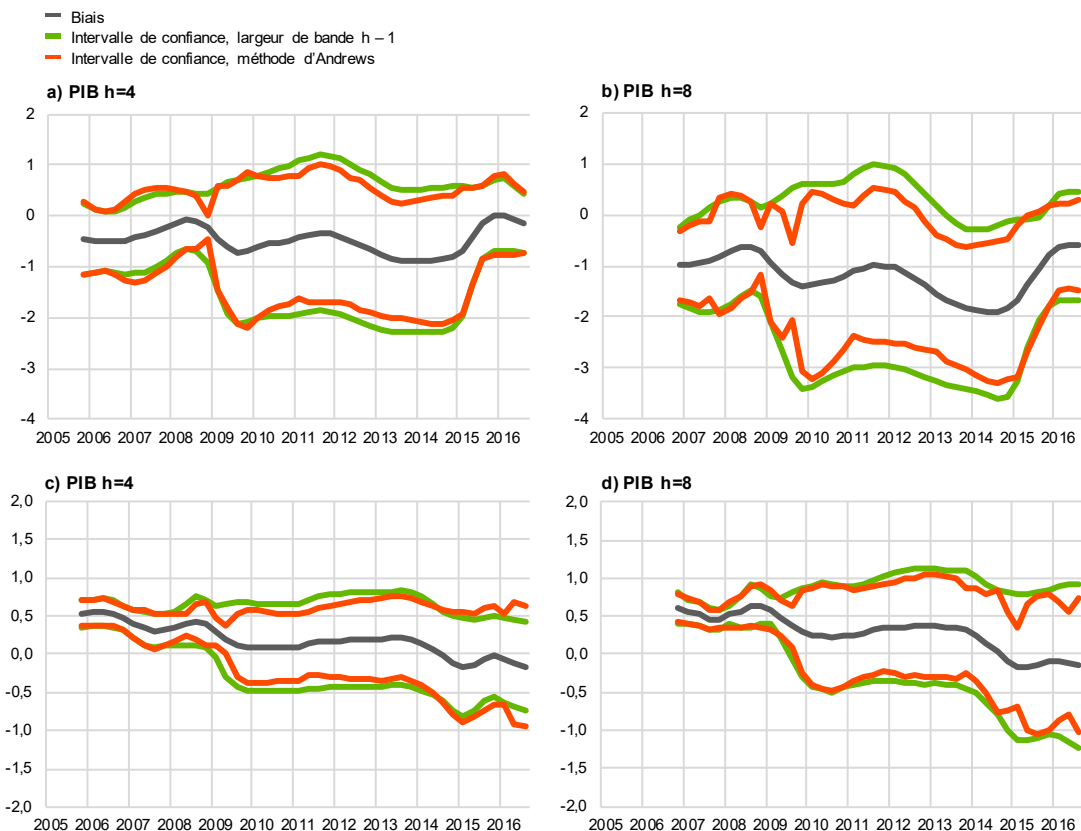 Biais
Intervalle de confiance, largeur de bande h – 1
Intervalle de confiance, méthode d'Andrews
a) PIB h=4
2
1
0
-1
-2
-3
-4
2005 2006 2007 2008 2009 2010 2011 2012 2013 2014 2015 2016
b) PIB h=8
2
1
0
-1
-2
-3
-4
2005 2006 2007 2008 2009 2010 2011 2012 2013 2014 2015 2016
c) PIB h=4
2,0
1,5
1,0
0,5
0,0
-0,5
-1,0
-1,5
-2,0
2005 2006 2007 2008 2009 2010 2011 2012 2013 2014 2015 2016
d) PIB h=8
2,0
1,5
1,0
0,5
0,0
-0,5
-1,0
-1,5
-2,0
2005 2006 2007 2008 2009 2010 2011 2012 2013 2014 2015 2016